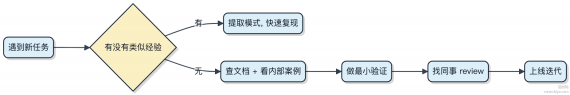 遇到新任务
有没有类似经验
有
提取模式, 快速复现
无
查文档 + 看内部案例
做最小验证
找同事 review
上线迭代